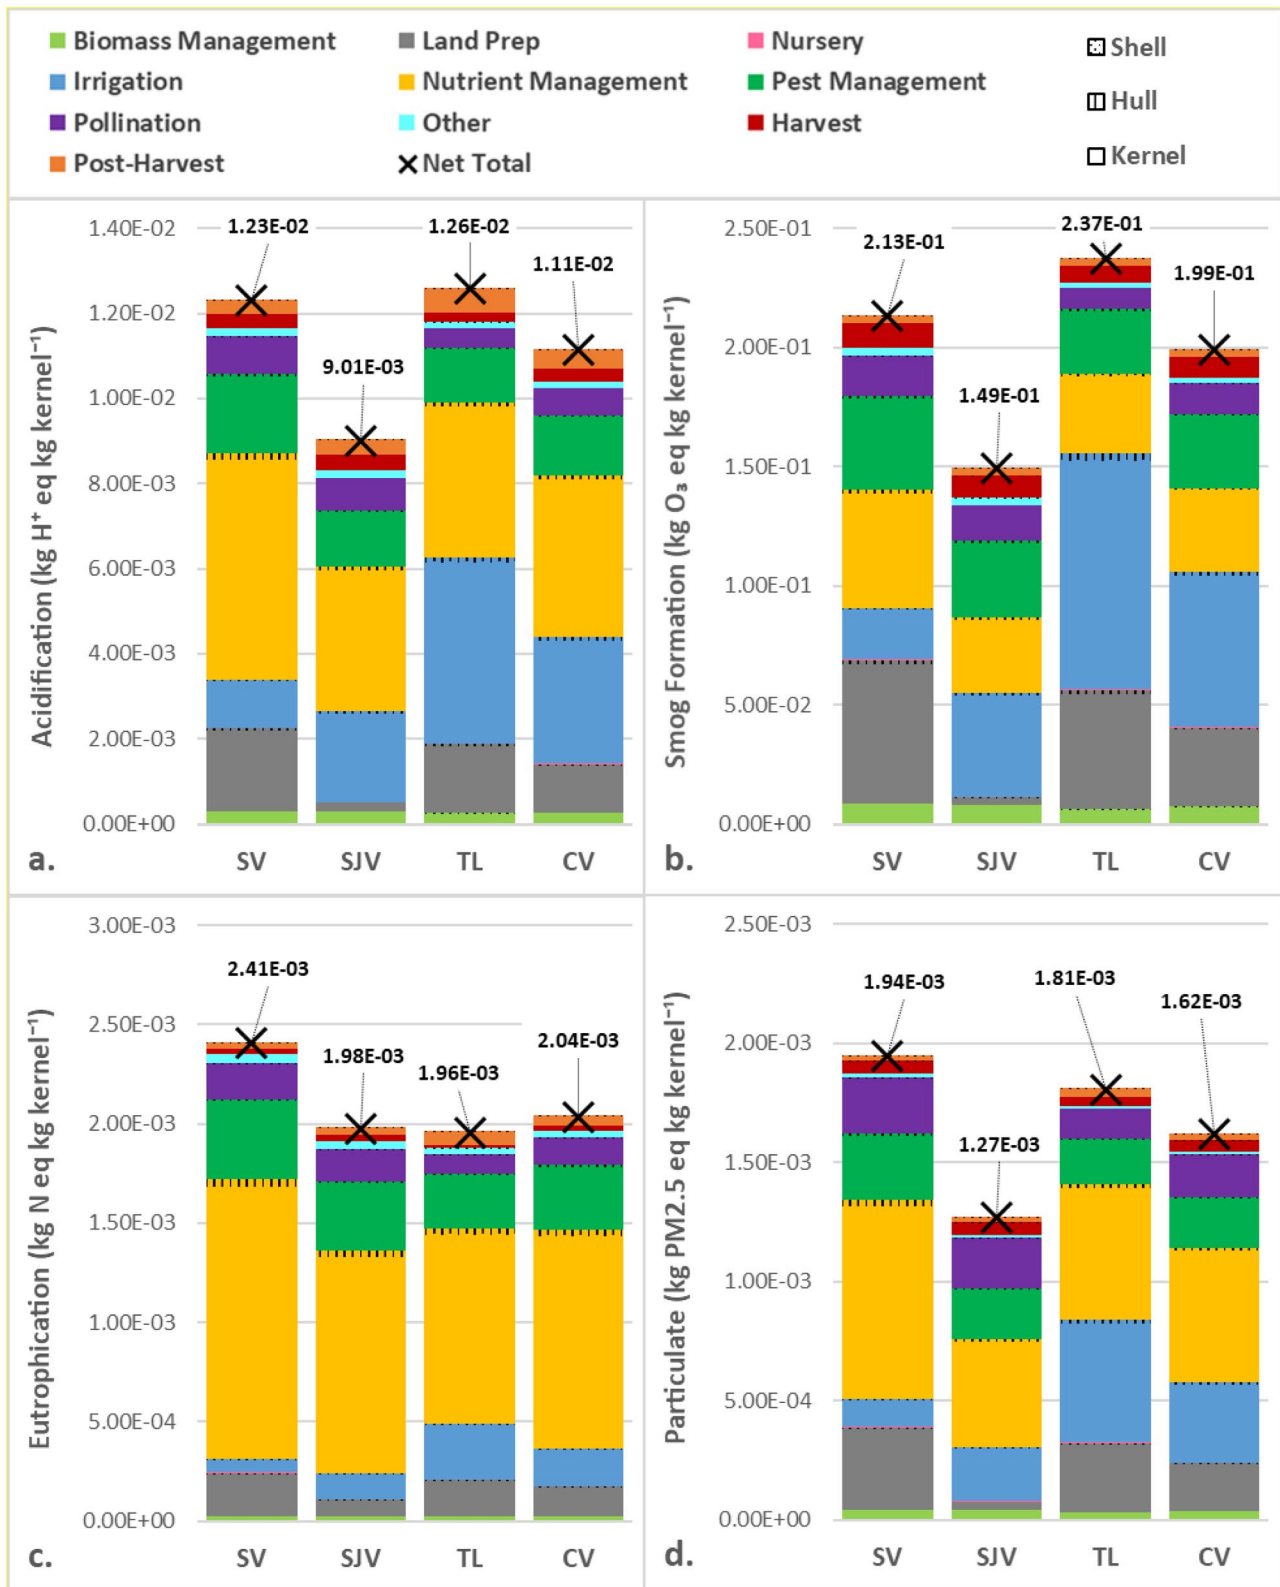 Biomass Management Land Prep Nursery Shell
Irrigation Nutrient Management Pest Management Hull
Pollination Other Harvest Kernel
Post-Harvest Net Total
Acidification (kg H⁺ eq kg kernel⁻¹)
1.40E-02
1.20E-02
1.00E-02
8.00E-03
6.00E-03
4.00E-03
2.00E-03
0.00E+00
1.23E-02
9.01E-03
1.26E-02
1.11E-02
a. SV SJV TL CV
Smog Formation (kg O₃ eq kg kernel⁻¹)
2.50E-01
2.00E-01
1.50E-01
1.00E-01
5.00E-02
0.00E+00
2.13E-01
1.49E-01
2.37E-01
1.99E-01
b. SV SJV TL CV
Eutrophication (kg N eq kg kernel⁻¹)
3.00E-03
2.50E-03
2.00E-03
1.50E-03
1.00E-03
5.00E-04
0.00E+00
2.41E-03
1.98E-03
1.96E-03
2.04E-03
c. SV SJV TL CV
Particulate (kg PM2.5 eq kg kernel⁻¹)
2.50E-03
2.00E-03
1.50E-03
1.00E-03
5.00E-04
0.00E+00
1.94E-03
1.27E-03
1.81E-03
1.62E-03
d. SV SJV TL CV